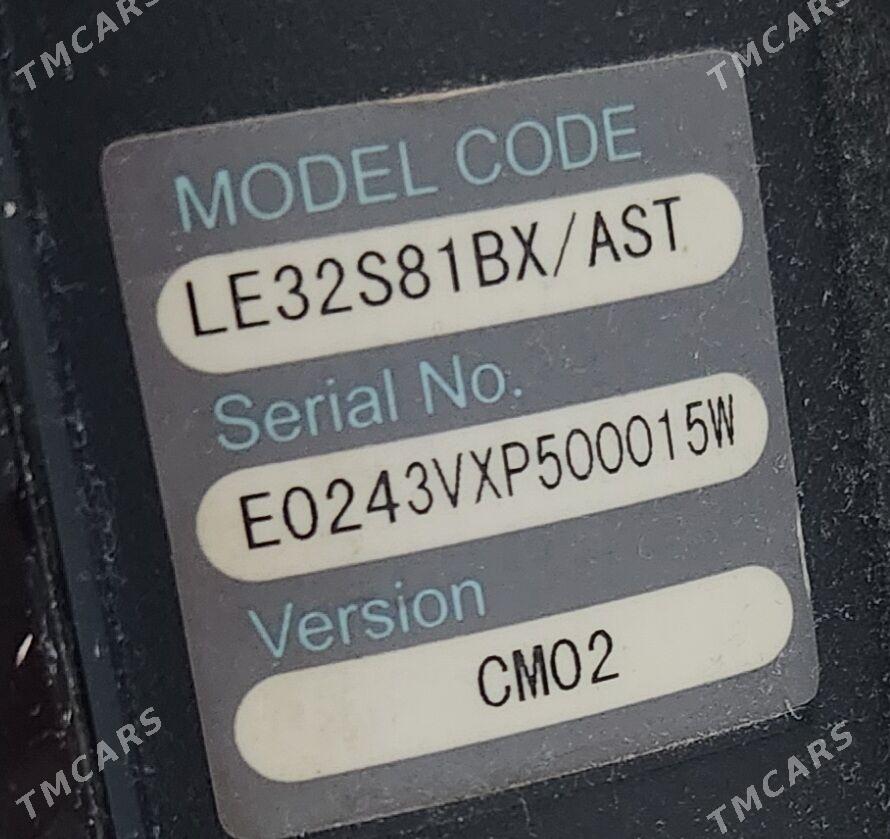 TMCARS
TMCARS
MODEL CODE
LE32S81BX/AST
Serial No.
E0243VXP500015W
Version
CM02
TMCARS
TMCARS